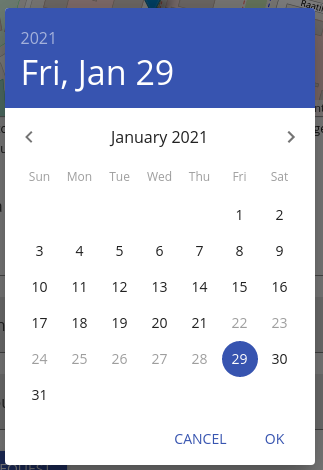 2021
Fri, Jan 29
January 2021
Sun Mon Tue Wed Thu Fri Sat
1 2
3 4 5 6 7 8 9
10 11 12 13 14 15 16
17 18 19 20 21 22 23
24 25 26 27 28 29 30
31
CANCEL OK